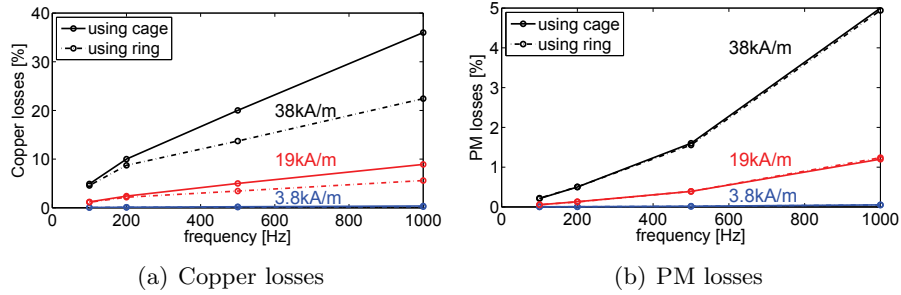 using cage
using ring
Copper losses [%]
40
30
20
10
0
38kA/m
19kA/m
3.8kA/m
0 200 400 600 800 1000
frequency [Hz]
(a) Copper losses
using cage
using ring
PM losses [%]
5
4
3
2
1
0
38kA/m
19kA/m
3.8kA/m
0 200 400 600 800 1000
frequency [Hz]
(b) PM losses